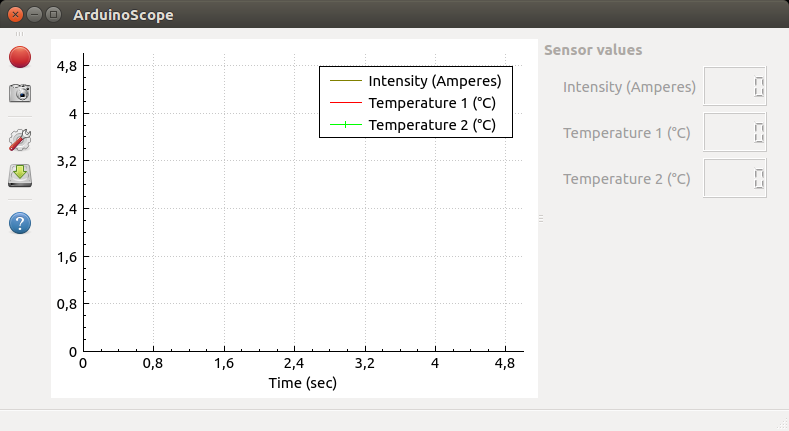 ArduinoScope
4,8
4
3,2
2,4
1,6
0,8
0
0 0,8 1,6 2,4 3,2 4 4,8
Time (sec)
Intensity (Amperes)
Temperature 1 (°C)
Temperature 2 (°C)
Sensor values
Intensity (Amperes) 0
Temperature 1 (°C) 0
Temperature 2 (°C) 0
?